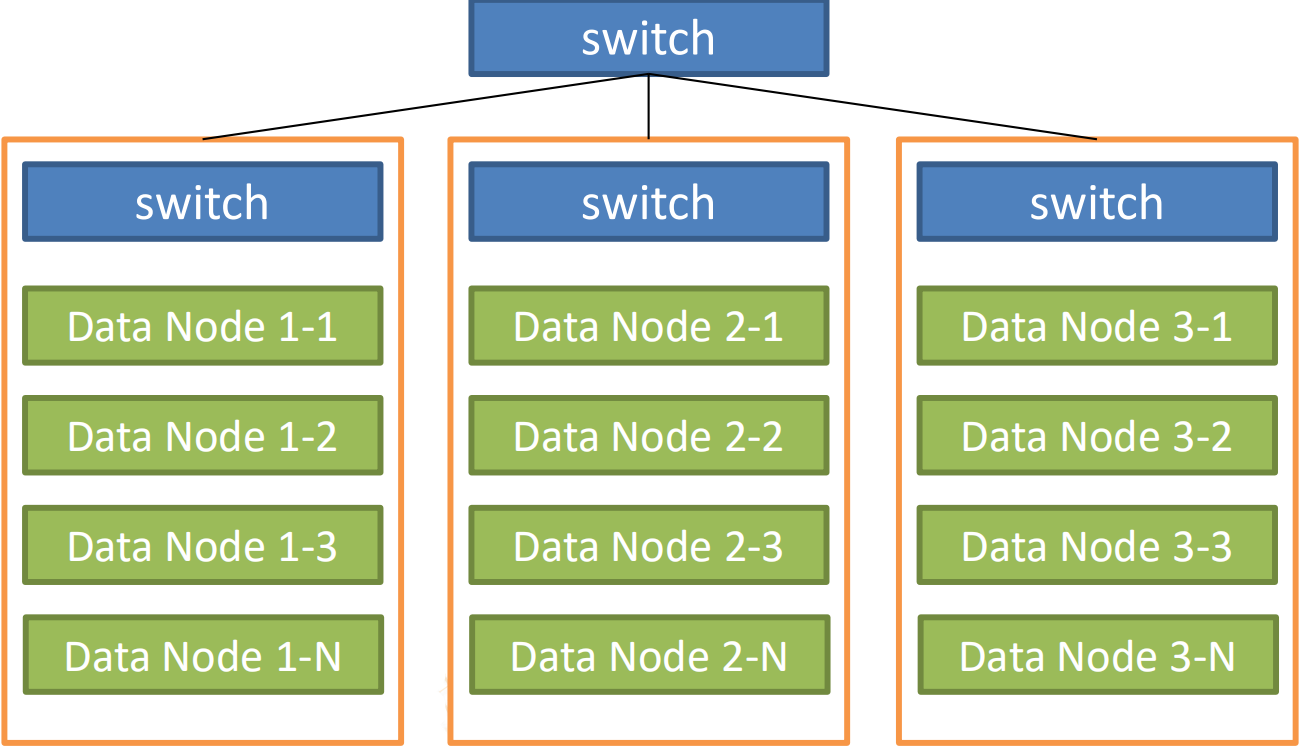 switch
switch
switch
switch
Data Node 1-1
Data Node 2-1
Data Node 3-1
Data Node 1-2
Data Node 2-2
Data Node 3-2
Data Node 1-3
Data Node 2-3
Data Node 3-3
Data Node 1-N
Data Node 2-N
Data Node 3-N